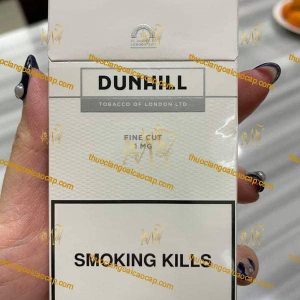 DUNHILL
TOBACCO OF LONDON LTD
FINE CUT
1 MG
SMOKING KILLS
thuoclangoaicaocap.com